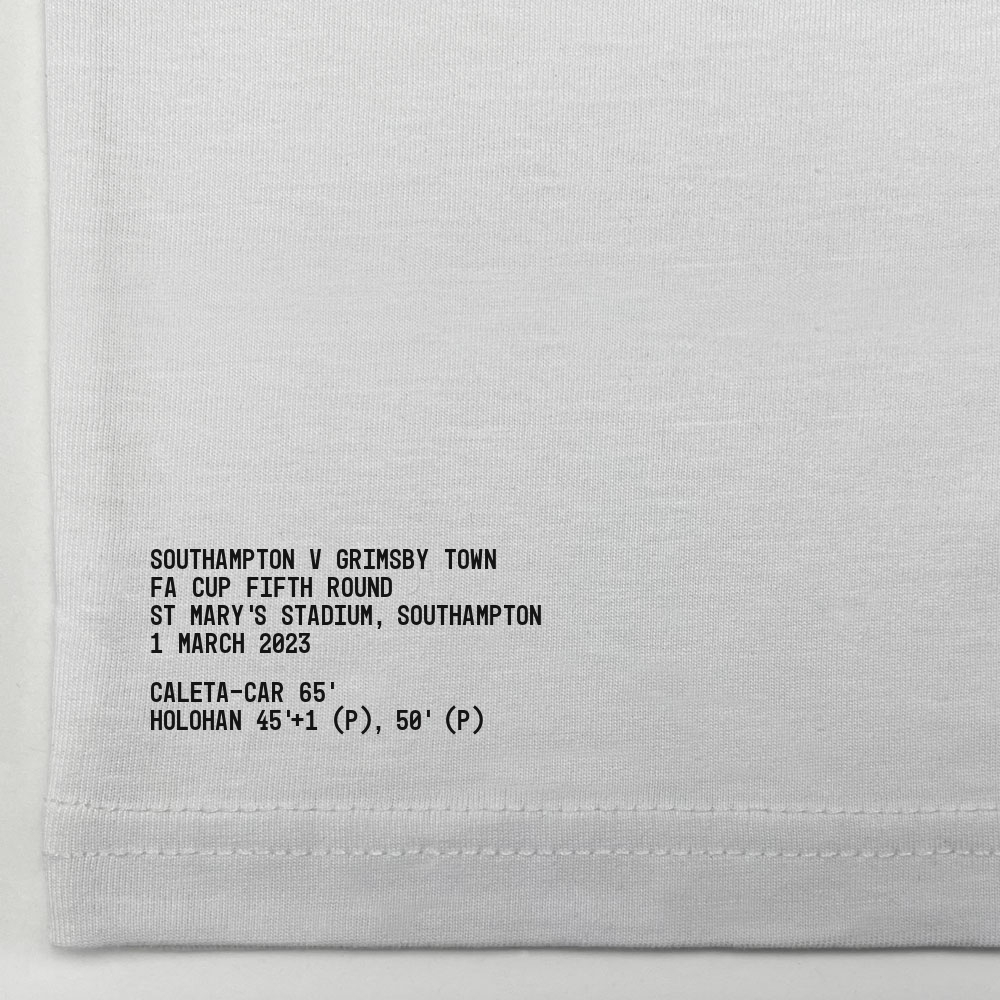 SOUTHAMPTON V GRIMSBY TOWN
FA CUP FIFTH ROUND
ST MARY'S STADIUM, SOUTHAMPTON
1 MARCH 2023
CALETA-CAR 65'
HOLOHAN 45'+1 (P), 50' (P)